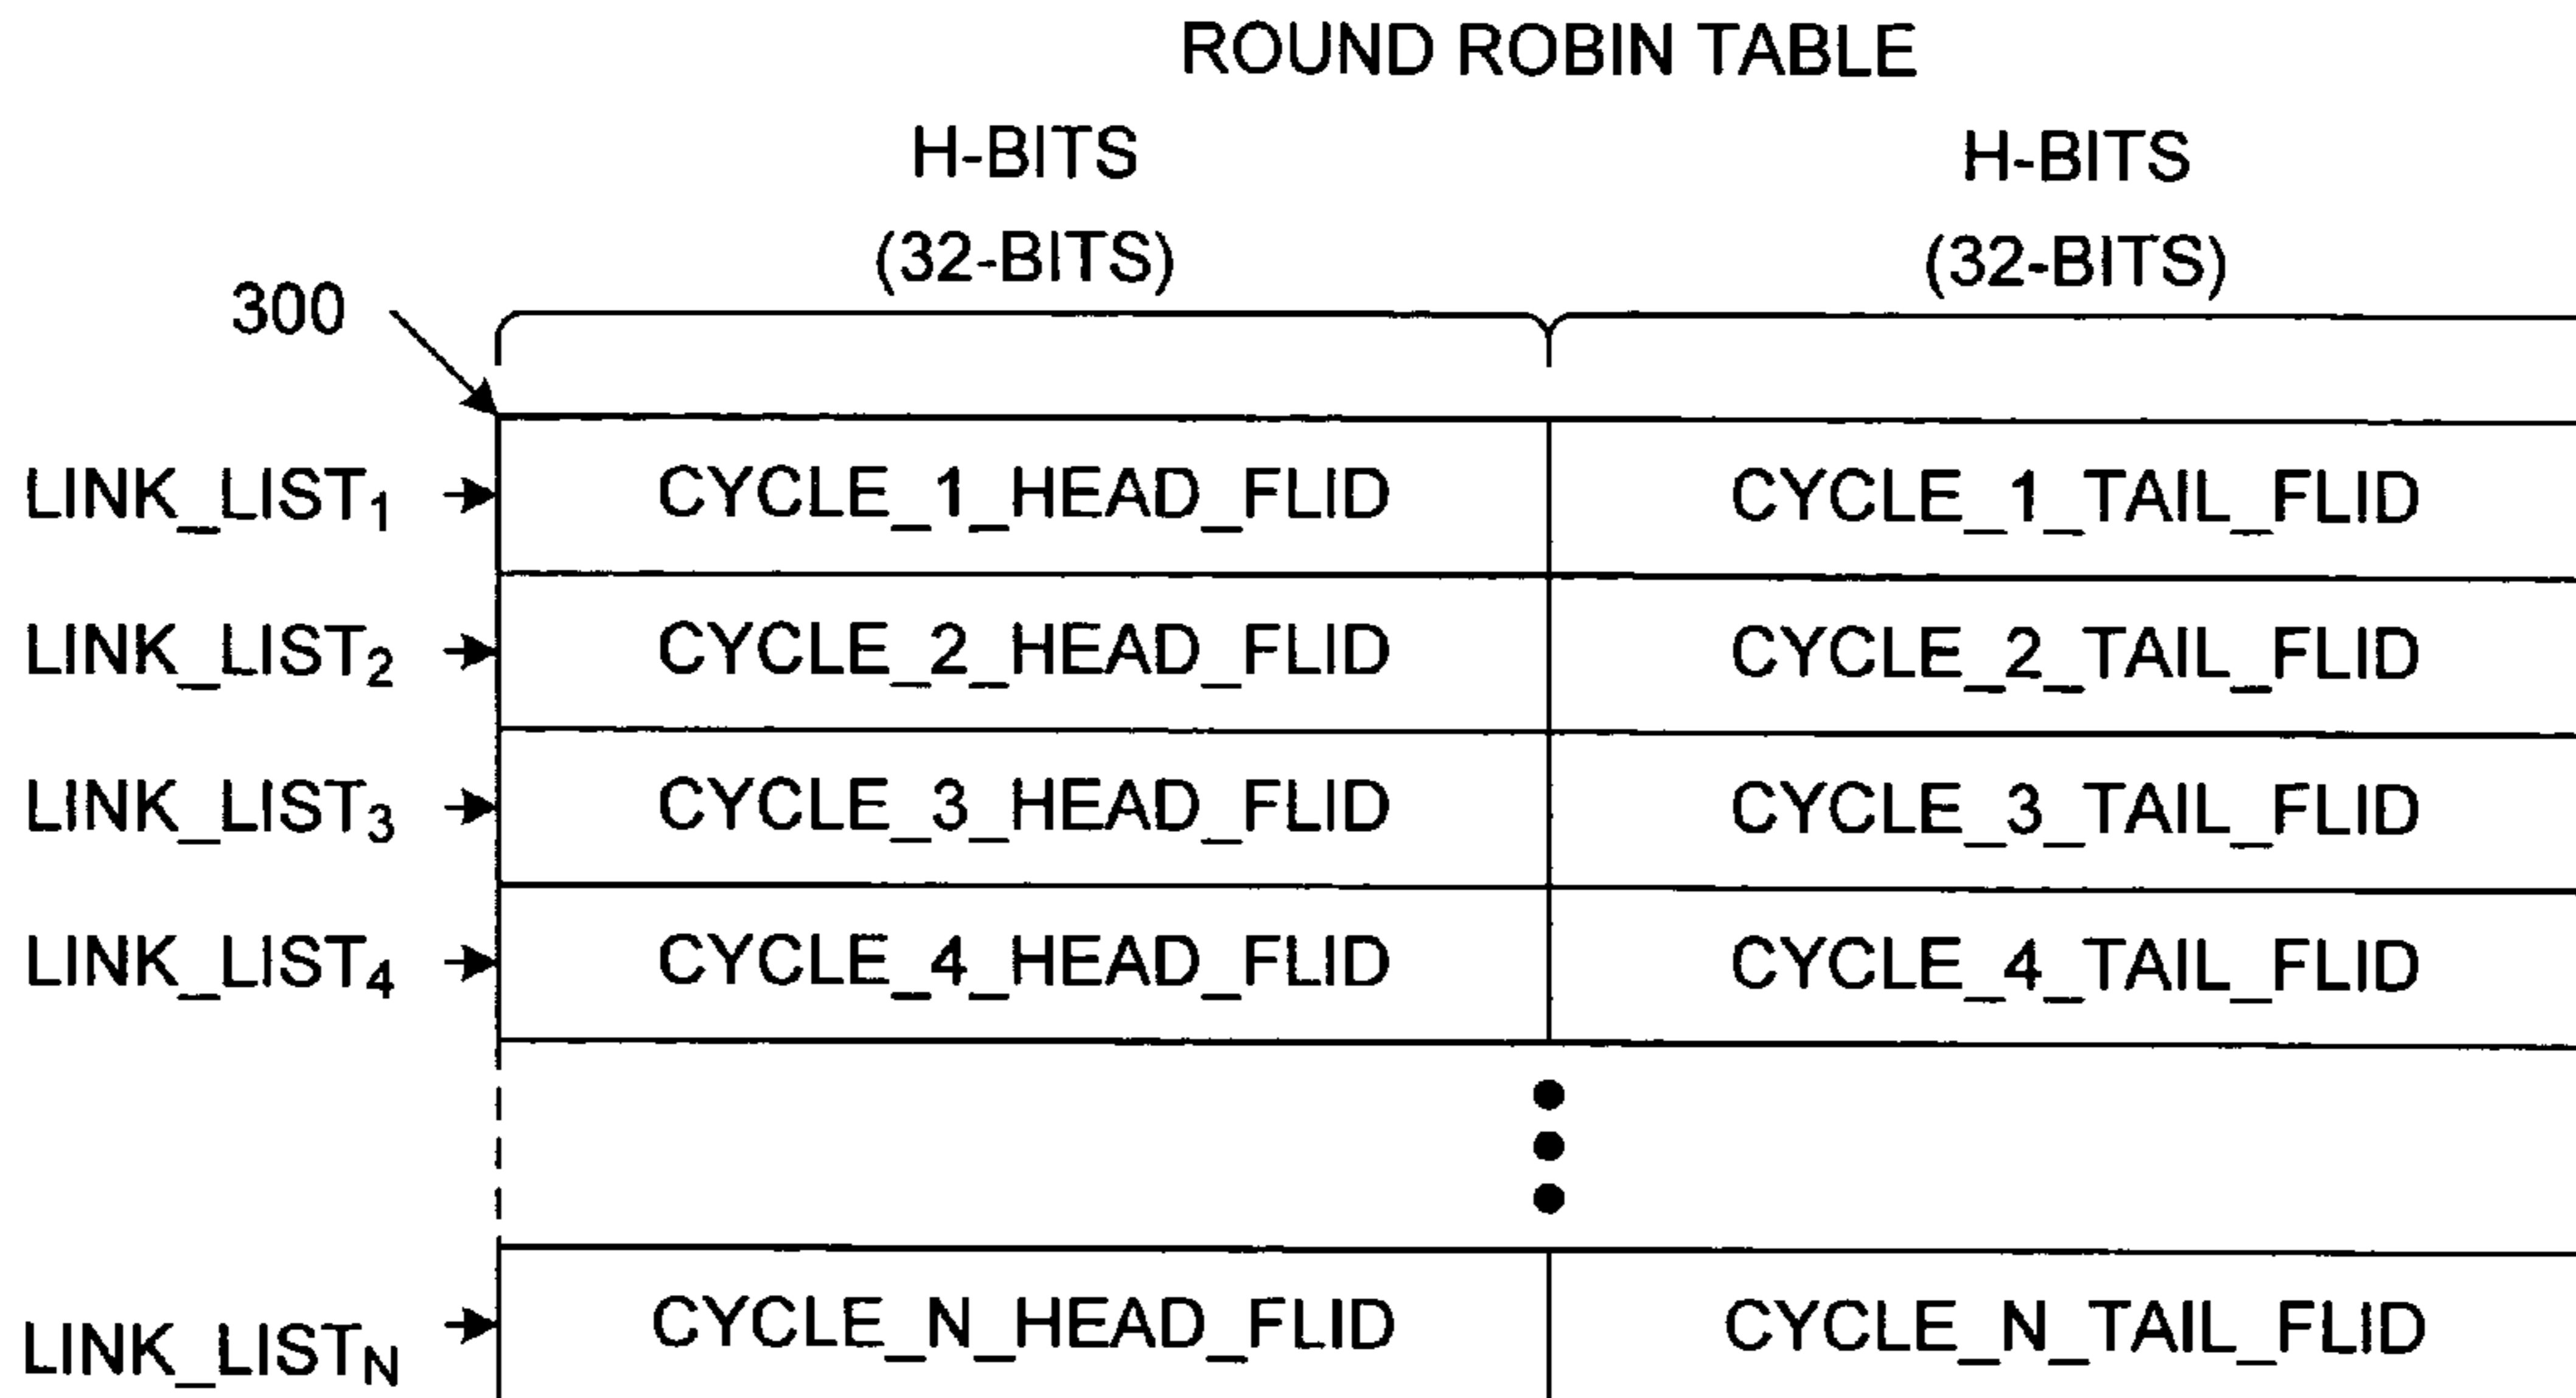 ROUND ROBIN TABLE
H-BITS H-BITS
(32-BITS) (32-BITS)
300
LINK_LIST₁ CYCLE_1_HEAD_FLID CYCLE_1_TAIL_FLID
LINK_LIST₂ CYCLE_2_HEAD_FLID CYCLE_2_TAIL_FLID
LINK_LIST₃ CYCLE_3_HEAD_FLID CYCLE_3_TAIL_FLID
LINK_LIST₄ CYCLE_4_HEAD_FLID CYCLE_4_TAIL_FLID
LINK_LISTN CYCLE_N_HEAD_FLID CYCLE_N_TAIL_FLID